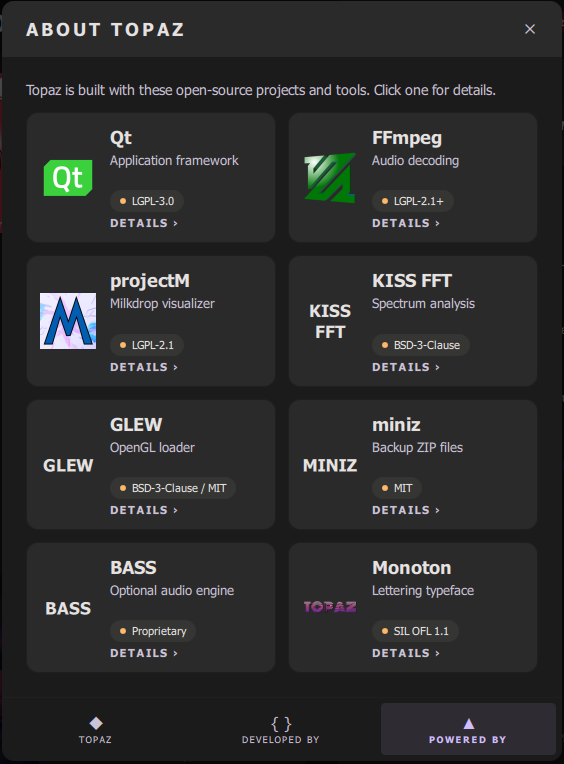 ABOUT TOPAZ ×
Topaz is built with these open-source projects and tools. Click one for details.
Qt
Qt
Application framework
LGPL-3.0
DETAILS ›
FFmpeg
Audio decoding
LGPL-2.1+
DETAILS ›
M
projectM
Milkdrop visualizer
LGPL-2.1
DETAILS ›
KISS
FFT
KISS FFT
Spectrum analysis
BSD-3-Clause
DETAILS ›
GLEW
GLEW
OpenGL loader
BSD-3-Clause / MIT
DETAILS ›
MINIZ
miniz
Backup ZIP files
MIT
DETAILS ›
BASS
BASS
Optional audio engine
Proprietary
DETAILS ›
TOPAZ
Monoton
Lettering typeface
SIL OFL 1.1
DETAILS ›
TOPAZ
{ }
DEVELOPED BY
POWERED BY